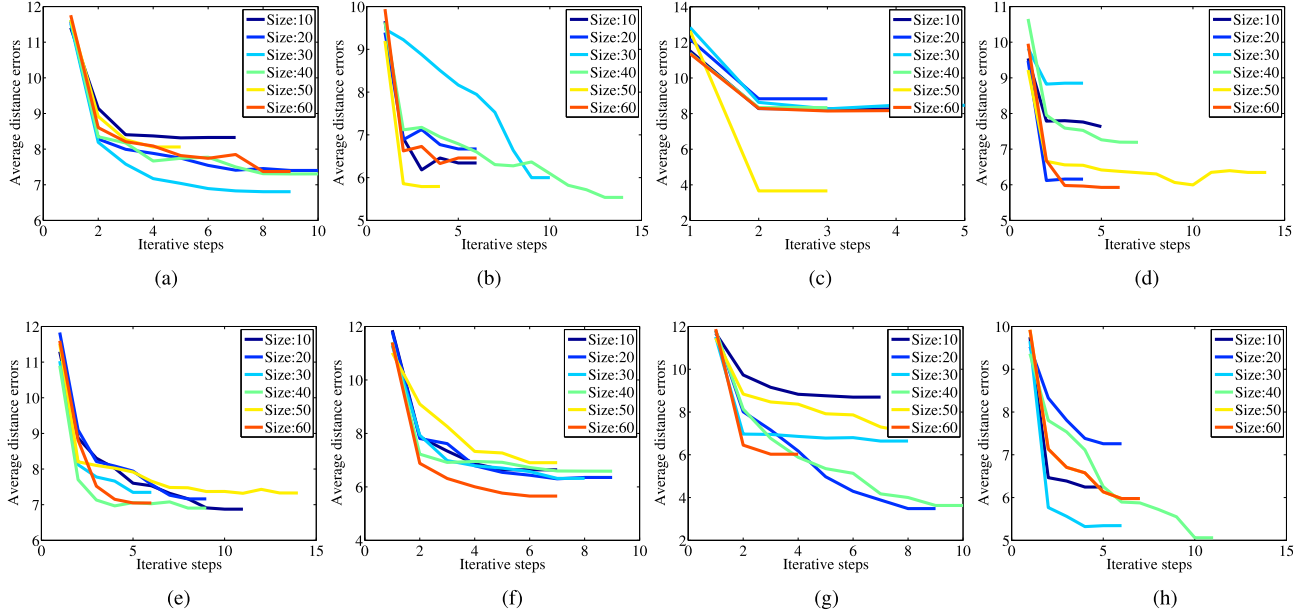 12
11
10
9
8
7
6
0
2
4
6
8
10
Average distance errors
Iterative steps
Size:10
Size:20
Size:30
Size:40
Size:50
Size:60
(a)
10
9
8
7
6
5
0
5
10
15
Average distance errors
Iterative steps
Size:10
Size:20
Size:30
Size:40
Size:50
Size:60
(b)
14
12
10
8
6
4
2
1
2
3
4
5
Average distance errors
Iterative steps
Size:10
Size:20
Size:30
Size:40
Size:50
Size:60
(c)
11
10
9
8
7
6
5
0
5
10
15
Average distance errors
Iterative steps
Size:10
Size:20
Size:30
Size:40
Size:50
Size:60
(d)
12
11
10
9
8
7
6
0
5
10
15
Average distance errors
Iterative steps
Size:10
Size:20
Size:30
Size:40
Size:50
Size:60
(e)
12
10
8
6
4
0
2
4
6
8
10
Average distance errors
Iterative steps
Size:10
Size:20
Size:30
Size:40
Size:50
Size:60
(f)
12
10
8
6
4
2
0
2
4
6
8
10
Average distance errors
Iterative steps
Size:10
Size:20
Size:30
Size:40
Size:50
Size:60
(g)
10
9
8
7
6
5
0
5
10
15
Average distance errors
Iterative steps
Size:10
Size:20
Size:30
Size:40
Size:50
Size:60
(h)